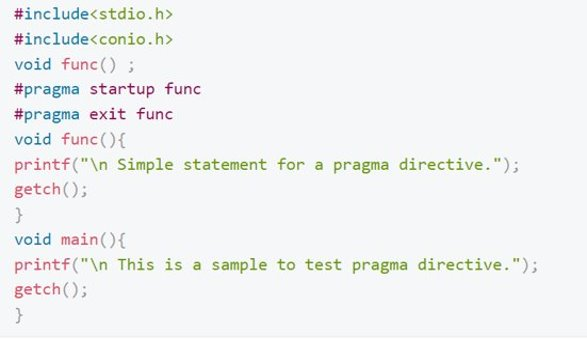 #include<stdio.h>
#include<conio.h>
void func() ;
#pragma startup func
#pragma exit func
void func(){
printf("\n Simple statement for a pragma directive.");
getch();
}
void main(){
printf("\n This is a sample to test pragma directive.");
getch();
}